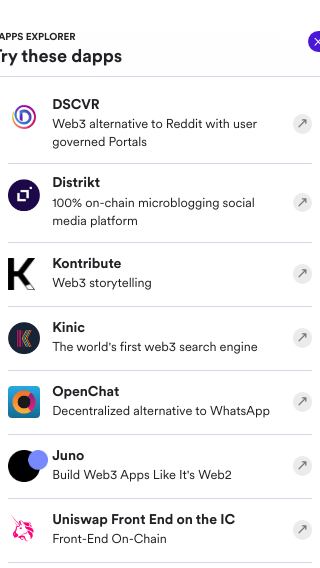 APPS EXPLORER
Try these dapps
DSCVR
Web3 alternative to Reddit with user
governed Portals
Distrikt
100% on-chain microblogging social
media platform
Kontribute
Web3 storytelling
Kinic
The world's first web3 search engine
OpenChat
Decentralized alternative to WhatsApp
Juno
Build Web3 Apps Like It's Web2
Uniswap Front End on the IC
Front-End On-Chain